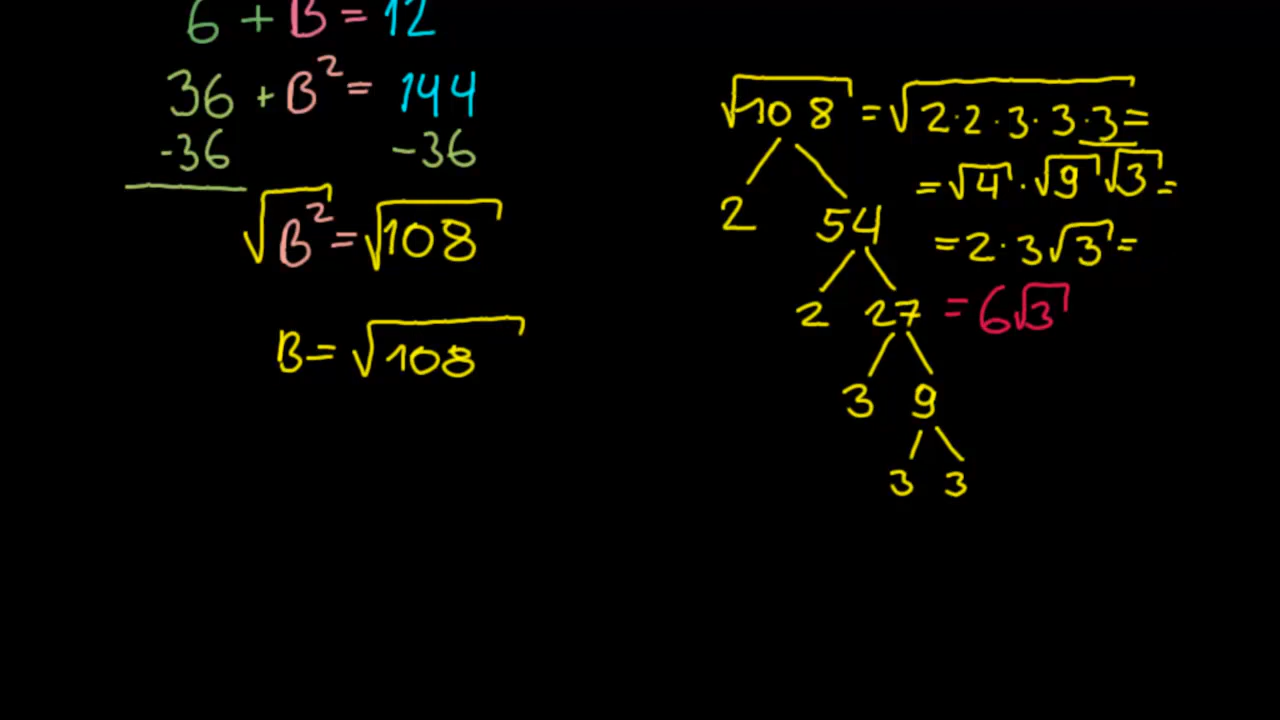 6 + B = 12
36 + B² = 144
-36 -36
√B² = √108
B = √108
√108 = √2·2·3·3·3 =
= √4 · √9 √3 =
2 54
= 2 · 3√3 =
2 27
= 6√3
3 9
3 3